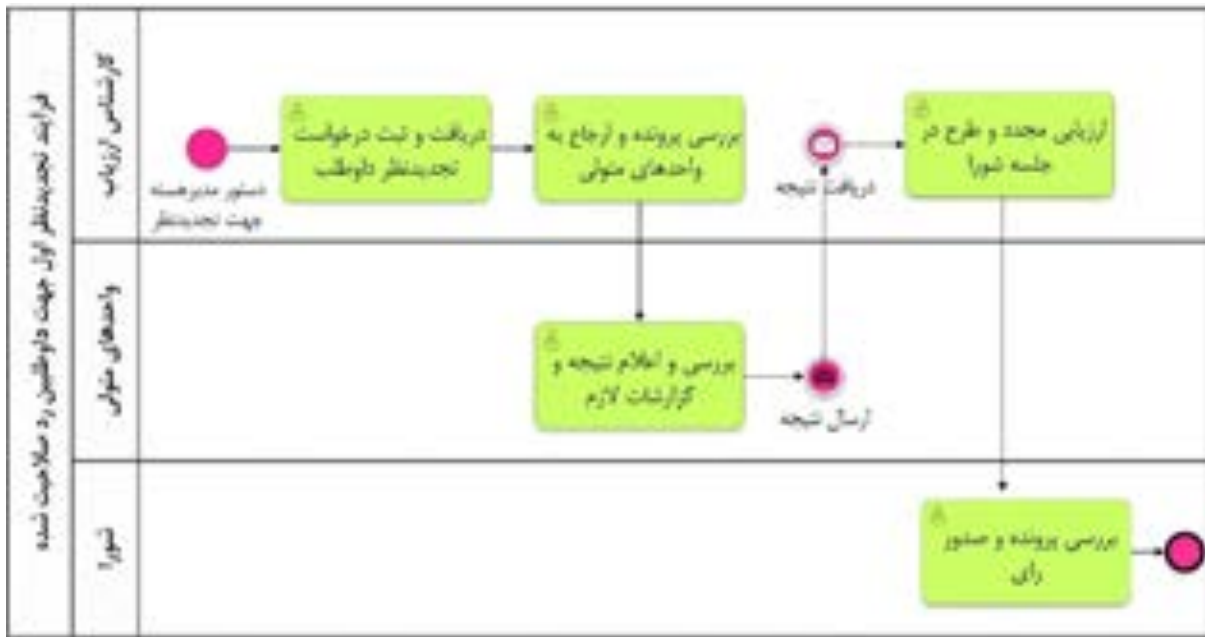 فرایند تجدیدنظر اول جهت داوطلبین رد صلاحیت شده
کارشناس ارزیاب
دستور مدیرهسته
جهت تجدیدنظر
دریافت و ثبت درخواست
تجدیدنظر داوطلب
بررسی پرونده و ارجاع به
واحدهای متولی
دریافت نتیجه
ارزیابی مجدد و طرح در
جلسه شورا
واحدهای متولی
بررسی و اعلام نتیجه و
گزارشات لازم
ارسال نتیجه
شورا
بررسی پرونده و صدور
رای